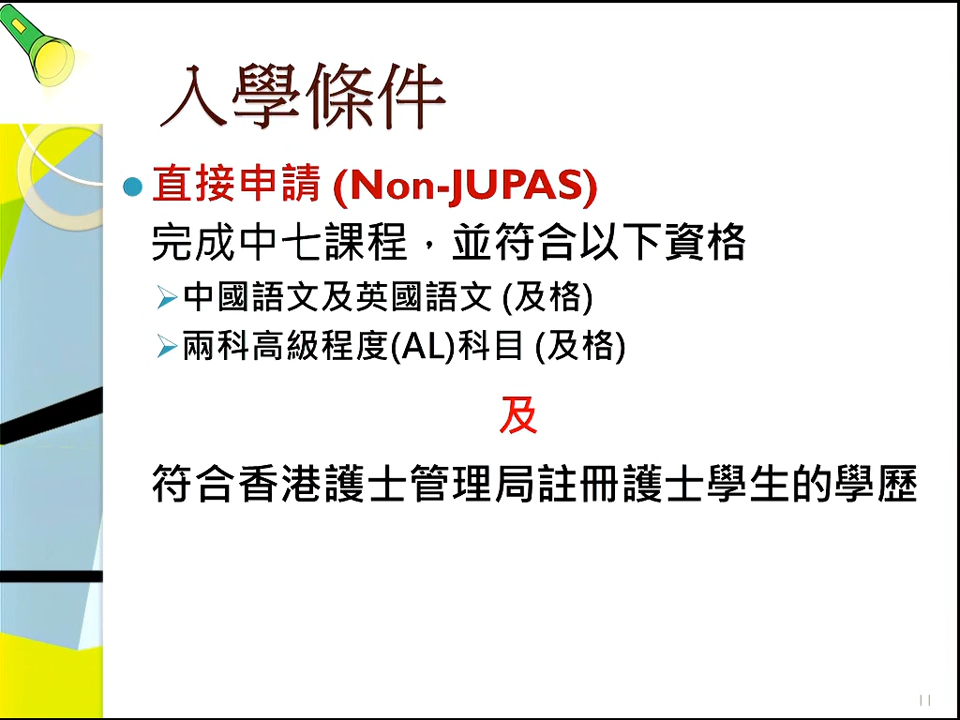 入學條件
直接申請 (Non-JUPAS)
完成中七課程，並符合以下資格
中國語文及英國語文 (及格)
兩科高級程度(AL)科目 (及格)
及
符合香港護士管理局註冊護士學生的學歷
11